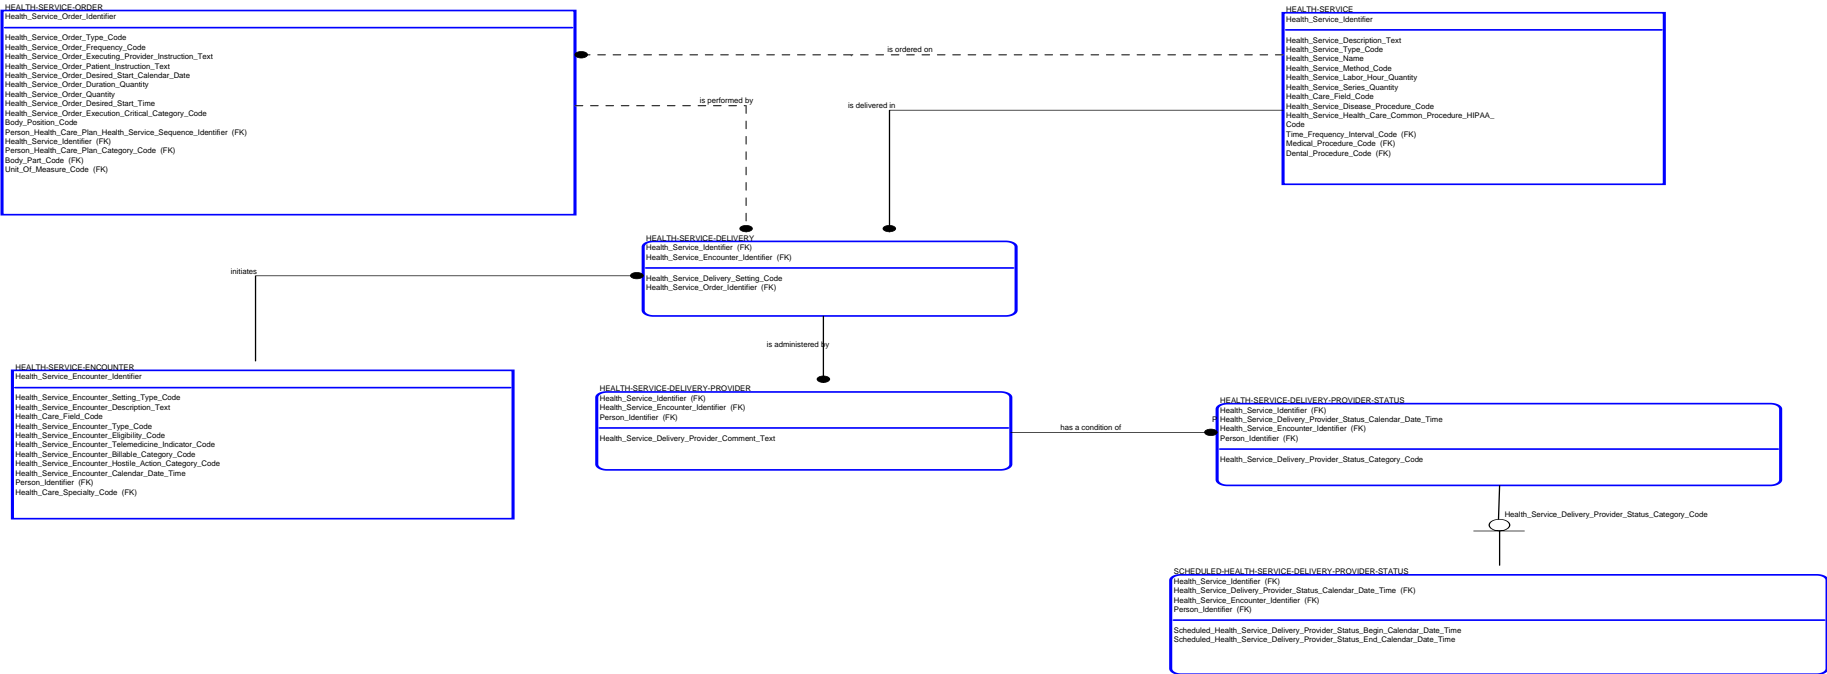 HEALTH-SERVICE-ORDER
Health_Service_Order_Identifier
Health_Service_Order_Type_Code
Health_Service_Order_Frequency_Code
Health_Service_Order_Executing_Provider_Instruction_Text
Health_Service_Order_Patient_Instruction_Text
Health_Service_Order_Desired_Start_Calendar_Date
Health_Service_Order_Duration_Quantity
Health_Service_Order_Quantity
Health_Service_Order_Desired_Start_Time
Health_Service_Order_Execution_Critical_Category_Code
Body_Position_Code
Person_Health_Care_Plan_Health_Service_Sequence_Identifier (FK)
Health_Service_Identifier (FK)
Person_Health_Care_Plan_Category_Code (FK)
Body_Part_Code (FK)
Unit_Of_Measure_Code (FK)
is ordered on
is performed by
is delivered in
HEALTH-SERVICE
Health_Service_Identifier
Health_Service_Description_Text
Health_Service_Type_Code
Health_Service_Name
Health_Service_Method_Code
Health_Service_Labor_Hour_Quantity
Health_Service_Series_Quantity
Health_Care_Field_Code
Health_Service_Disease_Procedure_Code
Health_Service_Health_Care_Common_Procedure_HIPAA_
Code
Time_Frequency_Interval_Code (FK)
Medical_Procedure_Code (FK)
Dental_Procedure_Code (FK)
HEALTH-SERVICE-DELIVERY
Health_Service_Identifier (FK)
Health_Service_Encounter_Identifier (FK)
Health_Service_Delivery_Setting_Code
Health_Service_Order_Identifier (FK)
initiates
is administered by
HEALTH-SERVICE-ENCOUNTER
Health_Service_Encounter_Identifier
Health_Service_Encounter_Setting_Type_Code
Health_Service_Encounter_Description_Text
Health_Care_Field_Code
Health_Service_Encounter_Type_Code
Health_Service_Encounter_Eligibility_Code
Health_Service_Encounter_Telemedicine_Indicator_Code
Health_Service_Encounter_Billable_Category_Code
Health_Service_Encounter_Hostile_Action_Category_Code
Health_Service_Encounter_Calendar_Date_Time
Person_Identifier (FK)
Health_Care_Specialty_Code (FK)
HEALTH-SERVICE-DELIVERY-PROVIDER
Health_Service_Identifier (FK)
Health_Service_Encounter_Identifier (FK)
Person_Identifier (FK)
Health_Service_Delivery_Provider_Comment_Text
has a condition of
P
HEALTH-SERVICE-DELIVERY-PROVIDER-STATUS
Health_Service_Identifier (FK)
Health_Service_Delivery_Provider_Status_Calendar_Date_Time
Health_Service_Encounter_Identifier (FK)
Person_Identifier (FK)
Health_Service_Delivery_Provider_Status_Category_Code
Health_Service_Delivery_Provider_Status_Category_Code
SCHEDULED-HEALTH-SERVICE-DELIVERY-PROVIDER-STATUS
Health_Service_Identifier (FK)
Health_Service_Delivery_Provider_Status_Calendar_Date_Time (FK)
Health_Service_Encounter_Identifier (FK)
Person_Identifier (FK)
Scheduled_Health_Service_Delivery_Provider_Status_Begin_Calendar_Date_Time
Scheduled_Health_Service_Delivery_Provider_Status_End_Calendar_Date_Time